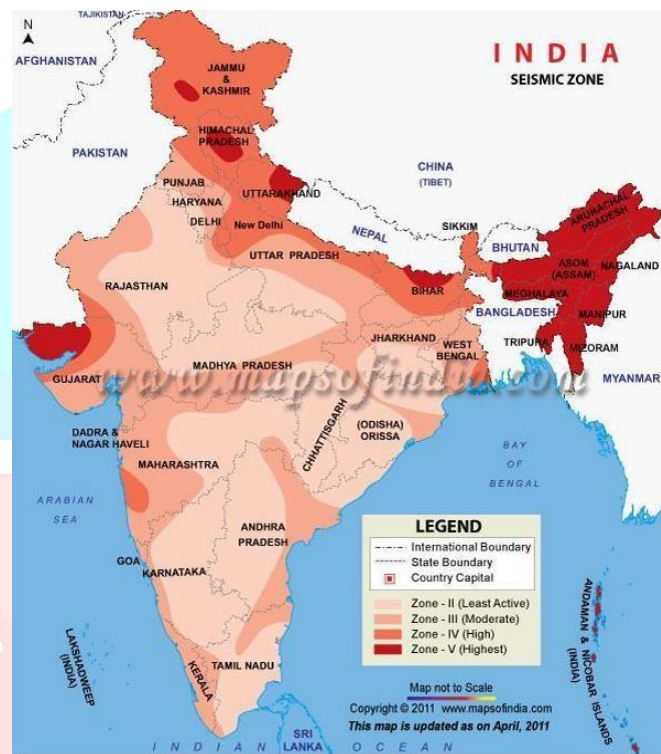 TAJIKISTAN
N
AFGHANISTAN
INDIA
SEISMIC ZONE
JAMMU
&
KASHMIR
HIMACHAL
PRADESH
PAKISTAN
CHINA
(TIBET)
PUNJAB
UTTARAKHAND
HARYANA
DELHI
New Delhi
NEPAL
SIKKIM
BHUTAN
ARUNACHAL
PRADESH
UTTAR PRADESH
ASOM
(ASSAM)
NAGALAND
RAJASTHAN
BIHAR
MEGHALAYA
BANGLADESH
MANIPUR
JHARKHAND
WEST
BENGAL
TRIPURA
MIZORAM
MADHYA PRADESH
GUJARAT
www.mapsofindia.com
MYANMAR
CHHATTISGARH
(ODISHA)
ORISSA
DADRA &
NAGAR HAVELI
MAHARASHTRA
BAY
OF
BENGAL
ARABIAN
SEA
ANDHRA
PRADESH
GOA
KARNATAKA
LEGEND
International Boundary
State Boundary
Country Capital
Zone - II (Least Active)
Zone - III (Moderate)
Zone - IV (High)
Zone - V (Highest)
ANDAMAN & NICOBAR ISLANDS
(INDIA)
LAKSHADWEEP
(INDIA)
KERALA
TAMIL NADU
Map not to Scale
Copyright © 2011 www.mapsofindia.com
This map is updated as on April, 2011
SRI
LANKA
INDIAN OCEAN